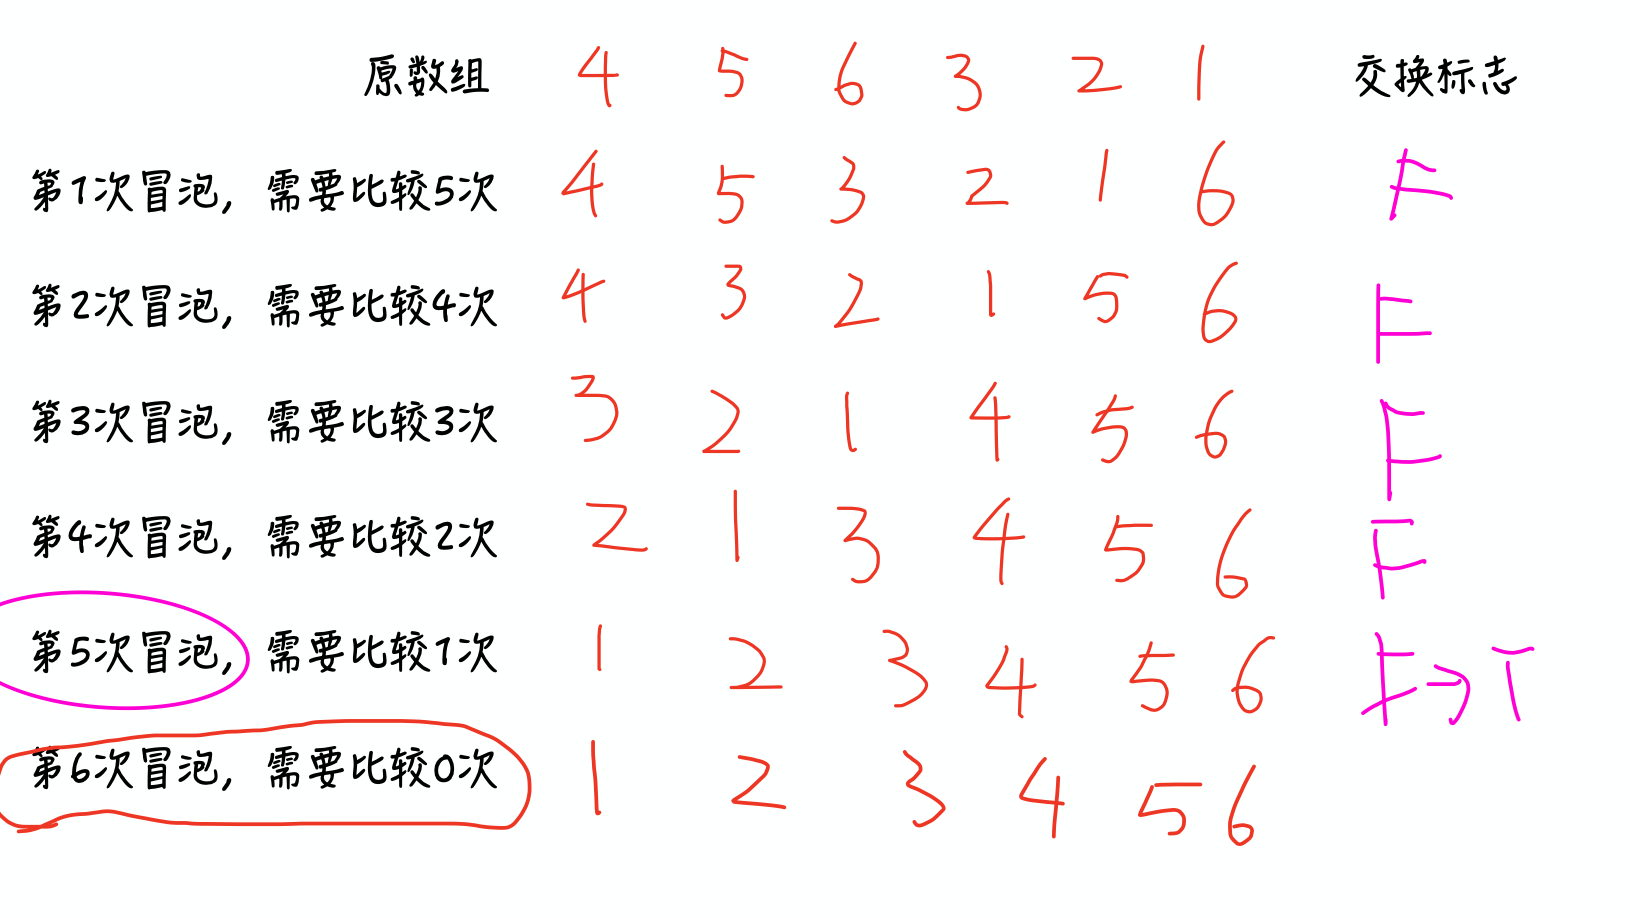 原数组 4 5 6 3 2 1 交换标志
第1次冒泡，需要比较5次 4 5 3 2 1 6 F
第2次冒泡，需要比较4次 4 3 2 1 5 6 F
第3次冒泡，需要比较3次 3 2 1 4 5 6 F
第4次冒泡，需要比较2次 2 1 3 4 5 6 F
第5次冒泡，需要比较1次 1 2 3 4 5 6 F→T
第6次冒泡，需要比较0次 1 2 3 4 5 6